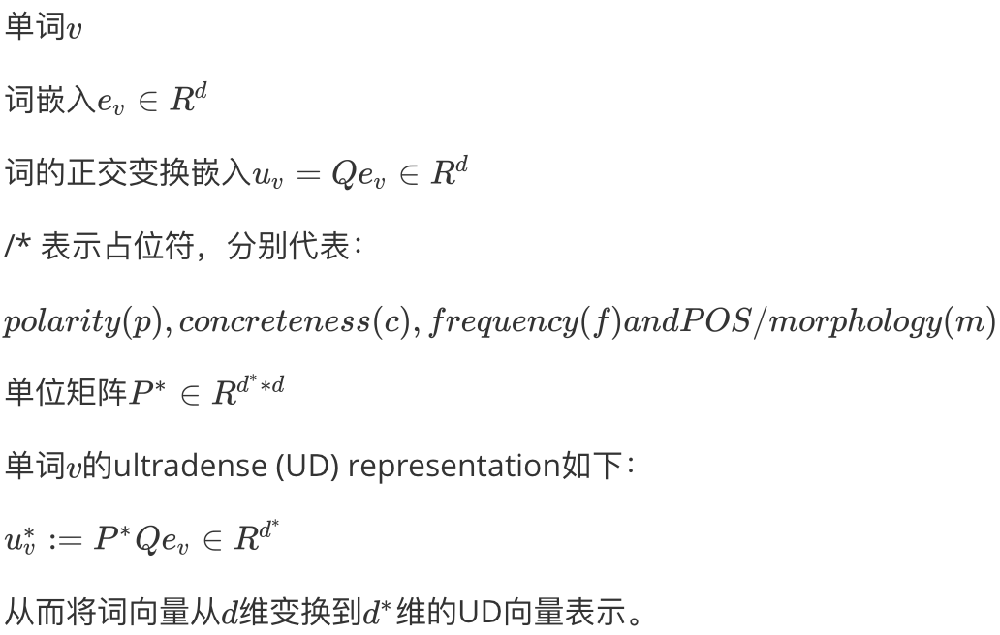 单词$v$
词嵌入$e_v \in R^d$
词的正交变换嵌入$u_v = Qe_v \in R^d$
/* 表示占位符，分别代表：
$polarity(p), concreteness(c), frequency(f)andPOS/morphology(m)$
单位矩阵$P^* \in R^{d^* * d}$
单词$v$的ultradense (UD) representation如下：
$u_v^* := P^*Qe_v \in R^{d^*}$
从而将词向量从$d$维变换到$d^*$维的UD向量表示。